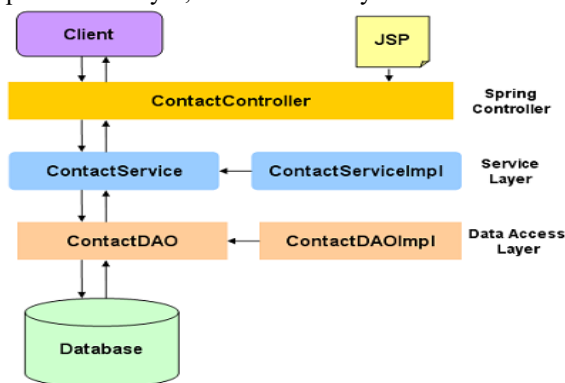 Client
JSP
ContactController
Spring
Controller
ContactService
ContactServiceImpl
Service
Layer
ContactDAO
ContactDAOImpl
Data Access
Layer
Database